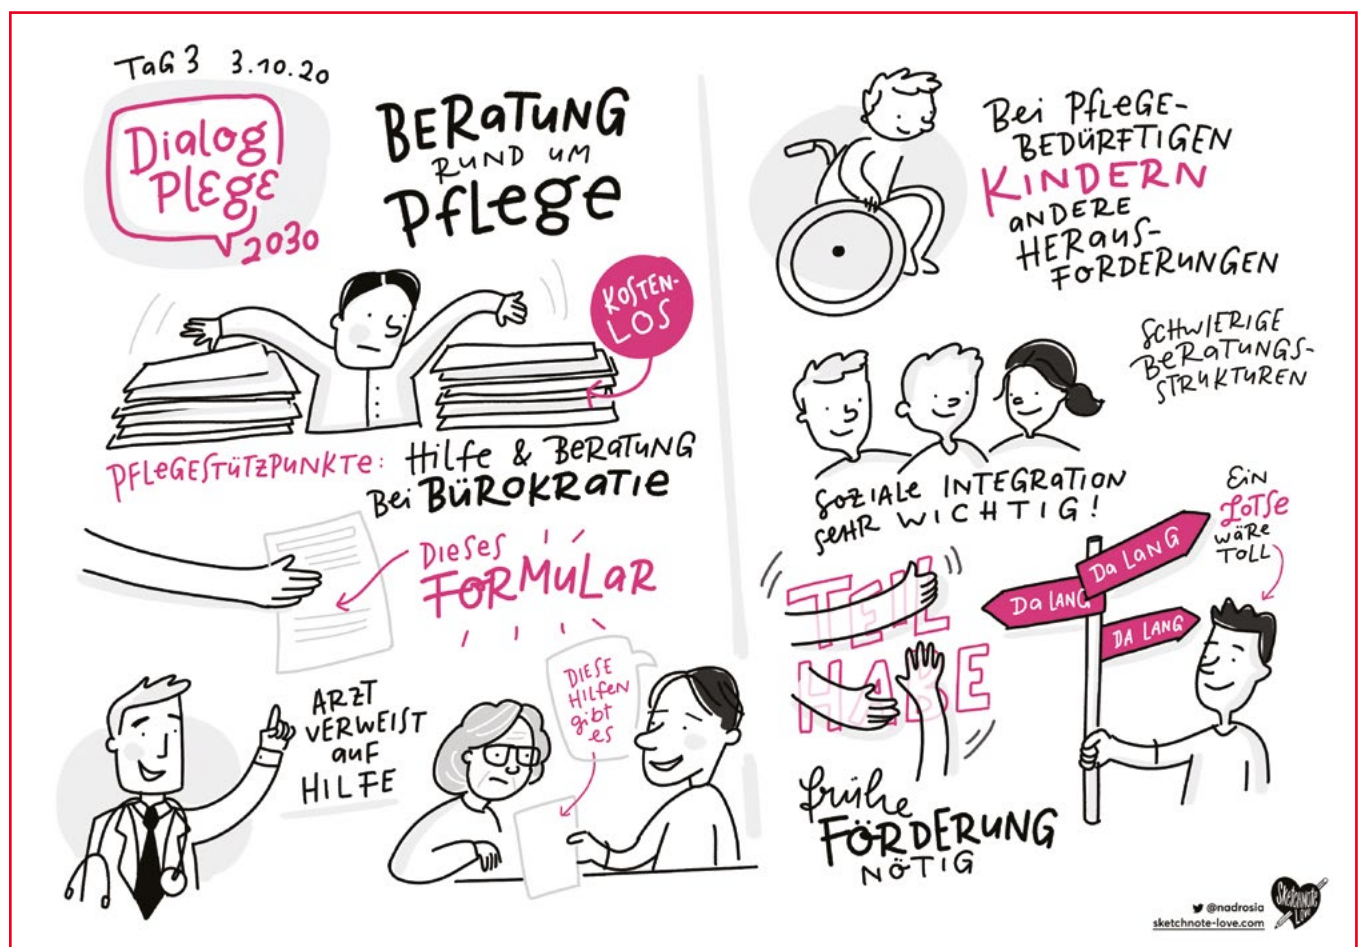 TAG 3 3.10.20
Dialog
PLEGE
2030
BERATUNG
RUND UM
Pflege
KOSTEN-
LOS
PFLEGESTÜTZPUNKTE: Hilfe & BERATUNG
Bei BÜROKRATIE
DIESES
FORMULAR
ARZT
VERWEIST
auf
HILFE
DIESE
HILFEN
gibt
es
Bei PFLEGE-
BEDÜRFTIGEN
KINDERN
ANDERE
HERAUS-
FORDERUNGEN
SCHWIERIGE
BERATUNGS-
STRUKTUREN
SOZIALE INTEGRATION
SEHR WICHTIG!
TEIL
HABE
frühe
FÖRDERUNG
NÖTIG
EIN
LOTSE
WÄRE
TOLL
DA LANG
DA LANG
DA LANG
@nadrosia
sketchnote-love.com
Sketchnote
Love